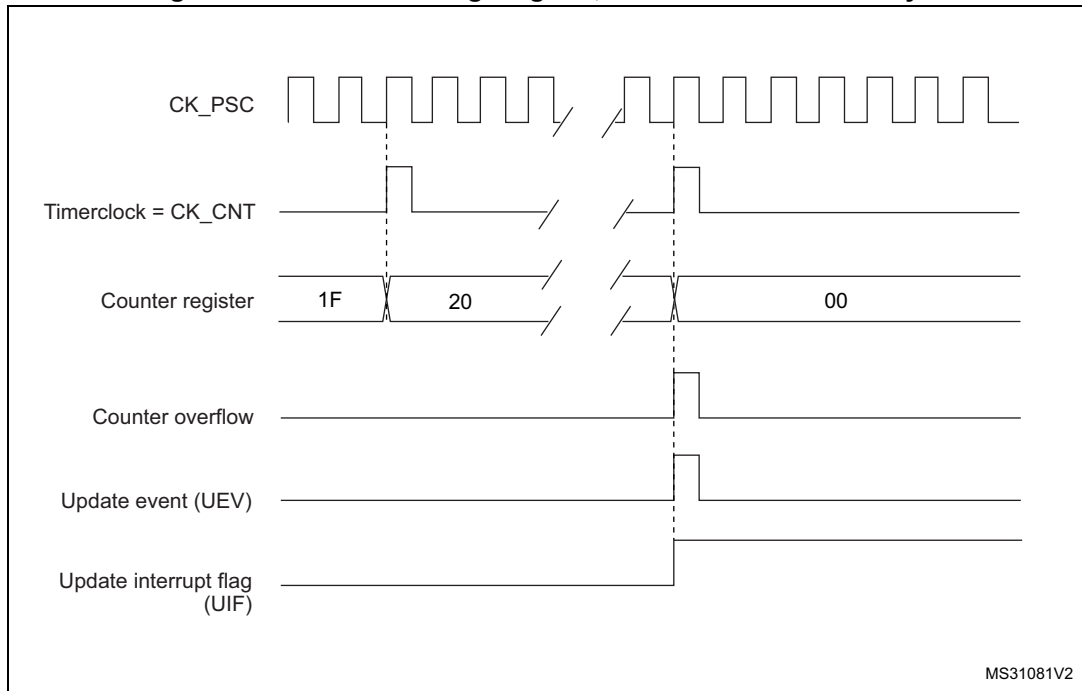 CK_PSC
Timerclock = CK_CNT
Counter register
1F
20
00
Counter overflow
Update event (UEV)
Update interrupt flag
(UIF)
MS31081V2